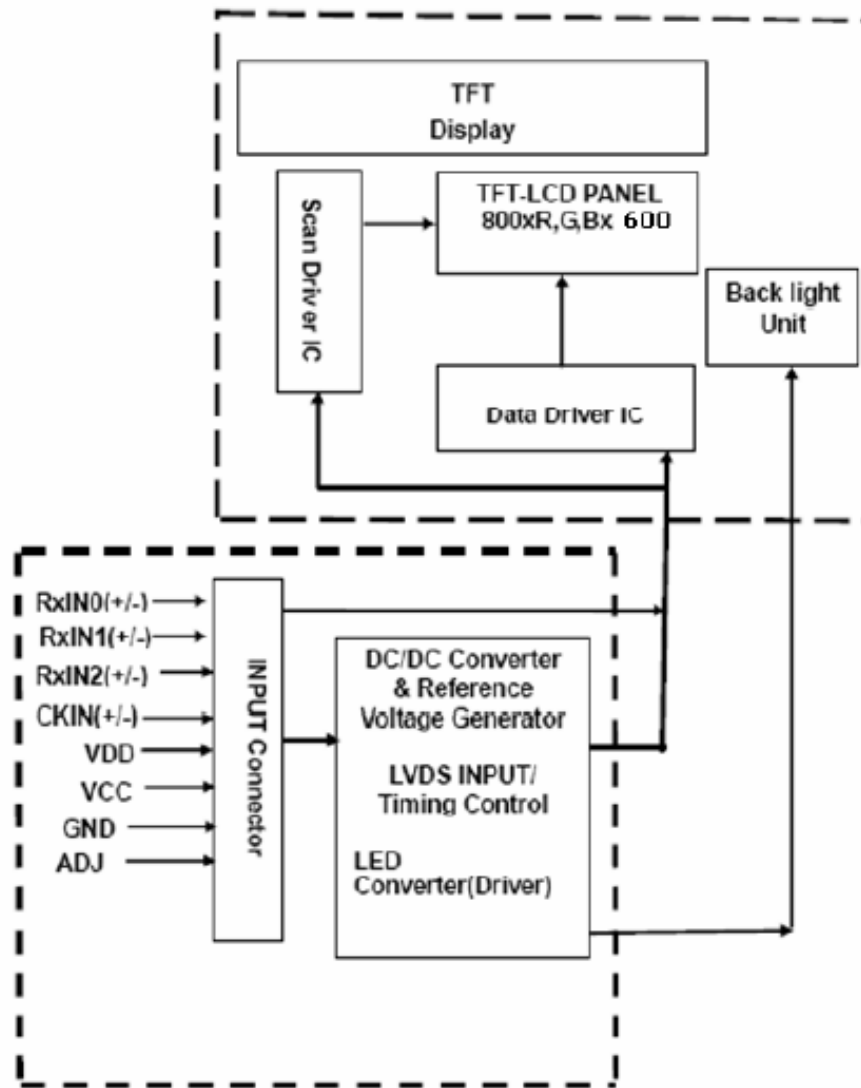 TFT
Display
Scan Driver IC
TFT-LCD PANEL
800xR,G,Bx 600
Back light
Unit
Data Driver IC
RxIN0(+/-)
RxIN1(+/-)
RxIN2(+/-)
CKIN(+/-)
VDD
VCC
GND
ADJ
INPUT Connector
DC/DC Converter
& Reference
Voltage Generator
LVDS INPUT/
Timing Control
LED
Converter(Driver)